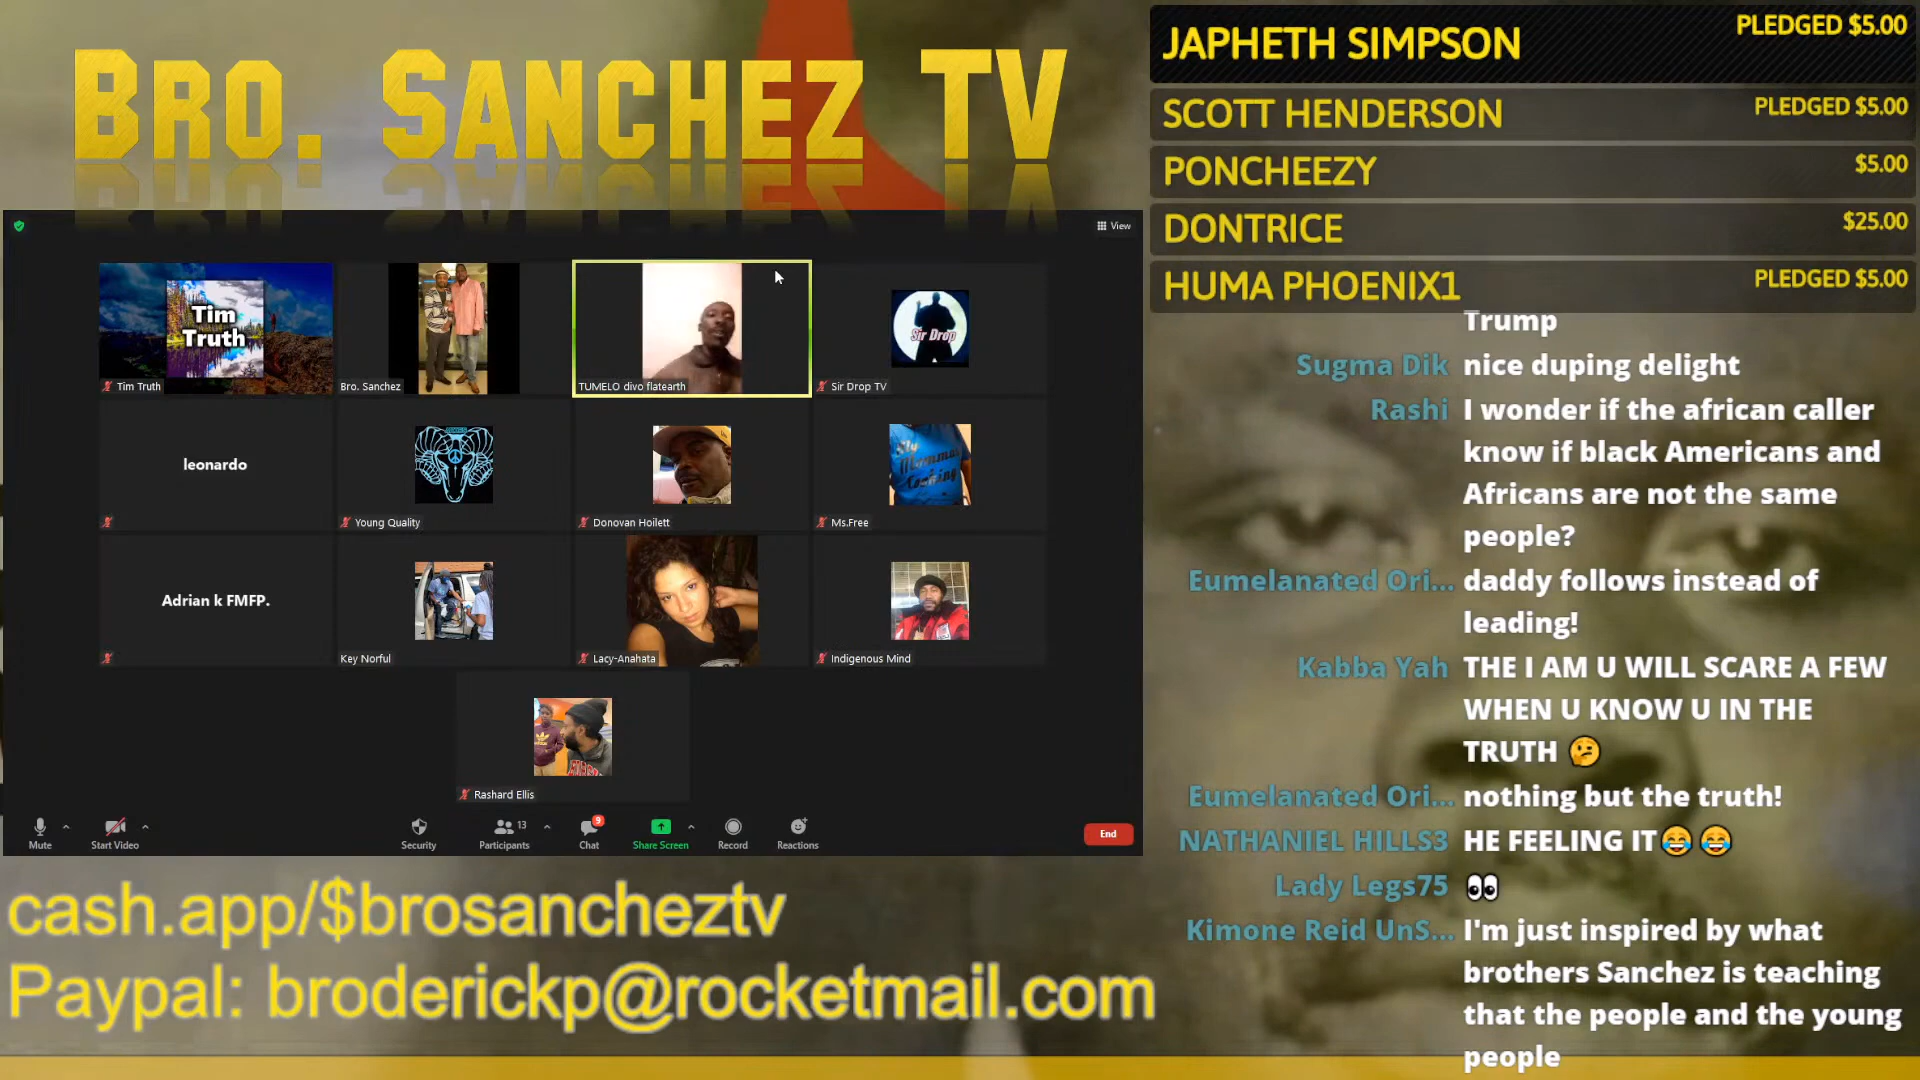 BRO. SANCHEZ TV
View
Tim
Truth
Tim Truth
Bro. Sanchez
TUMELO divo flatearth
Sir Drop
Sir Drop TV
leonardo
Young Quality
Donovan Hoilett
My
Mommas
Cooking
Ms.Free
Adrian k FMFP.
Key Norful
Lacy-Anahata
Indigenous Mind
Rashard Ellis
Mute
Start Video
Security
13
Participants
9
Chat
Share Screen
Record
Reactions
End
cash.app/$brosancheztv
Paypal: broderickp@rocketmail.com
JAPHETH SIMPSON PLEDGED $5.00
SCOTT HENDERSON PLEDGED $5.00
PONCHEEZY $5.00
DONTRICE $25.00
HUMA PHOENIX1 PLEDGED $5.00
Trump
Sugma Dik nice duping delight
Rashi I wonder if the african caller
know if black Americans and
Africans are not the same
people?
Eumelanated Ori... daddy follows instead of
leading!
Kabba Yah THE I AM U WILL SCARE A FEW
WHEN U KNOW U IN THE
TRUTH 🤔
Eumelanated Ori... nothing but the truth!
NATHANIEL HILLS3 HE FEELING IT😂 😂
Lady Legs75 👀
Kimone Reid UnS... I'm just inspired by what
brothers Sanchez is teaching
that the people and the young
people